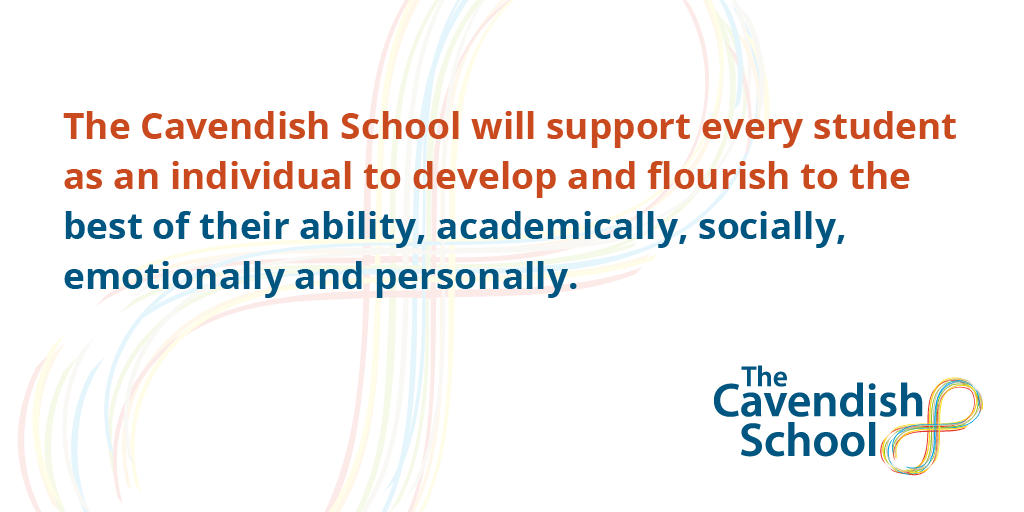 The Cavendish School will support every student
as an individual to develop and flourish to the
best of their ability, academically, socially,
emotionally and personally.
The
Cavendish
School